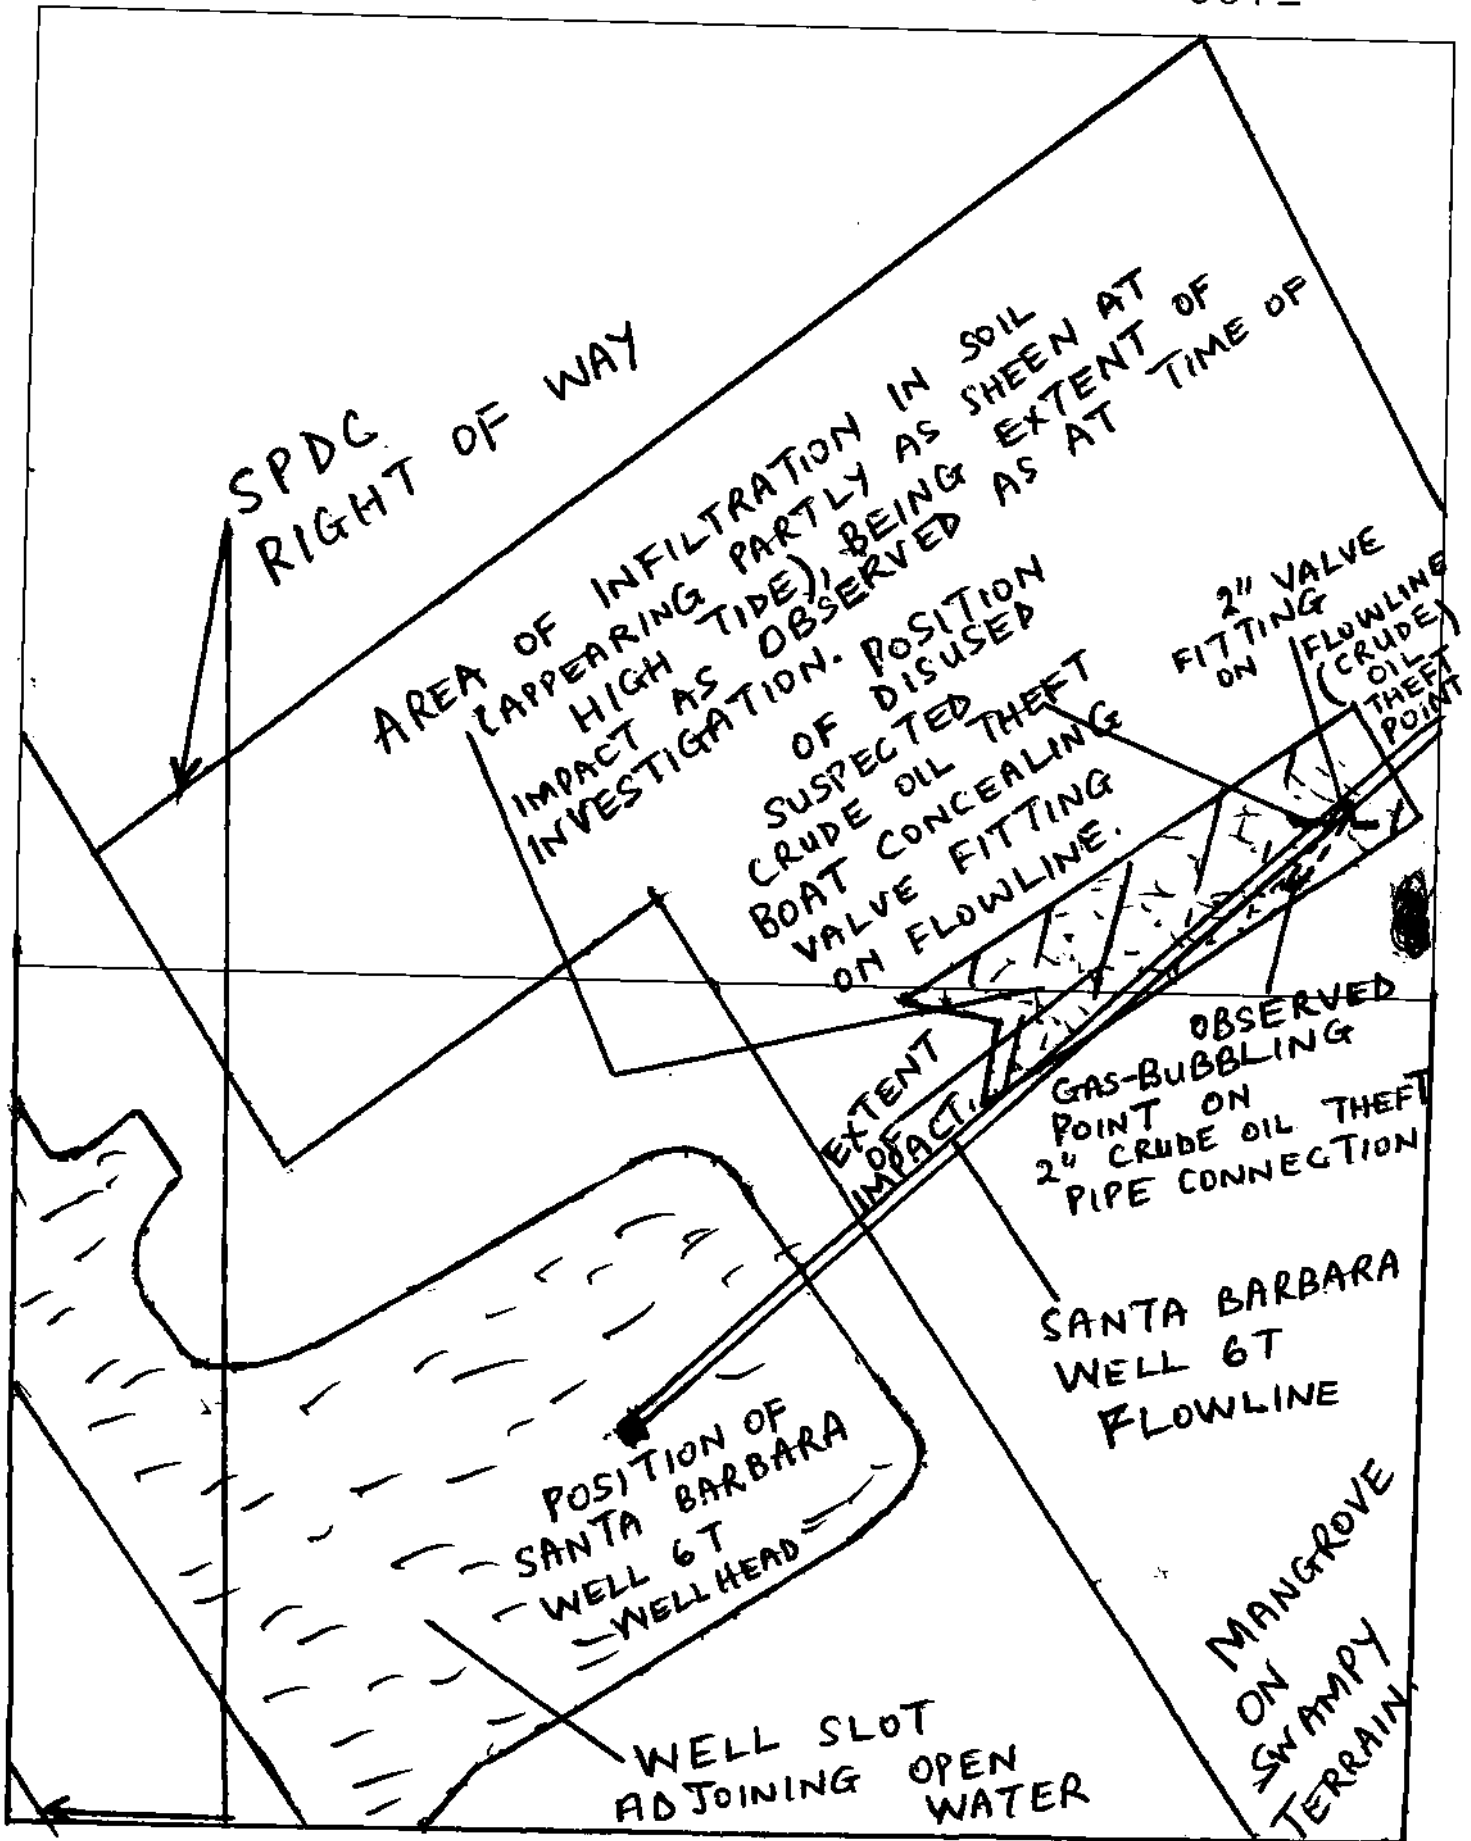 SPDC
RIGHT OF WAY
AREA OF INFILTRATION IN SOIL
(APPEARING PARTLY AS SHEEN AT
HIGH TIDE), BEING EXTENT OF
IMPACT AS OBSERVED AS AT TIME OF
INVESTIGATION.
POSITION
OF DISUSED
SUSPECTED
CRUDE OIL THEFT
BOAT CONCEALING
VALVE FITTING
ON FLOWLINE.
2" VALVE
FITTING
ON FLOWLINE
(CRUDE)
OIL
THEFT
POINT
EXTENT
OF
IMPACT.
OBSERVED
GAS-BUBBLING
POINT ON
2" CRUDE OIL THEFT
PIPE CONNECTION
SANTA BARBARA
WELL 6T
FLOWLINE
POSITION OF
SANTA BARBARA
WELL 6T
WELLHEAD
WELL SLOT
ADJOINING OPEN
WATER
MANGROVE
ON
SWAMPY
TERRAIN.